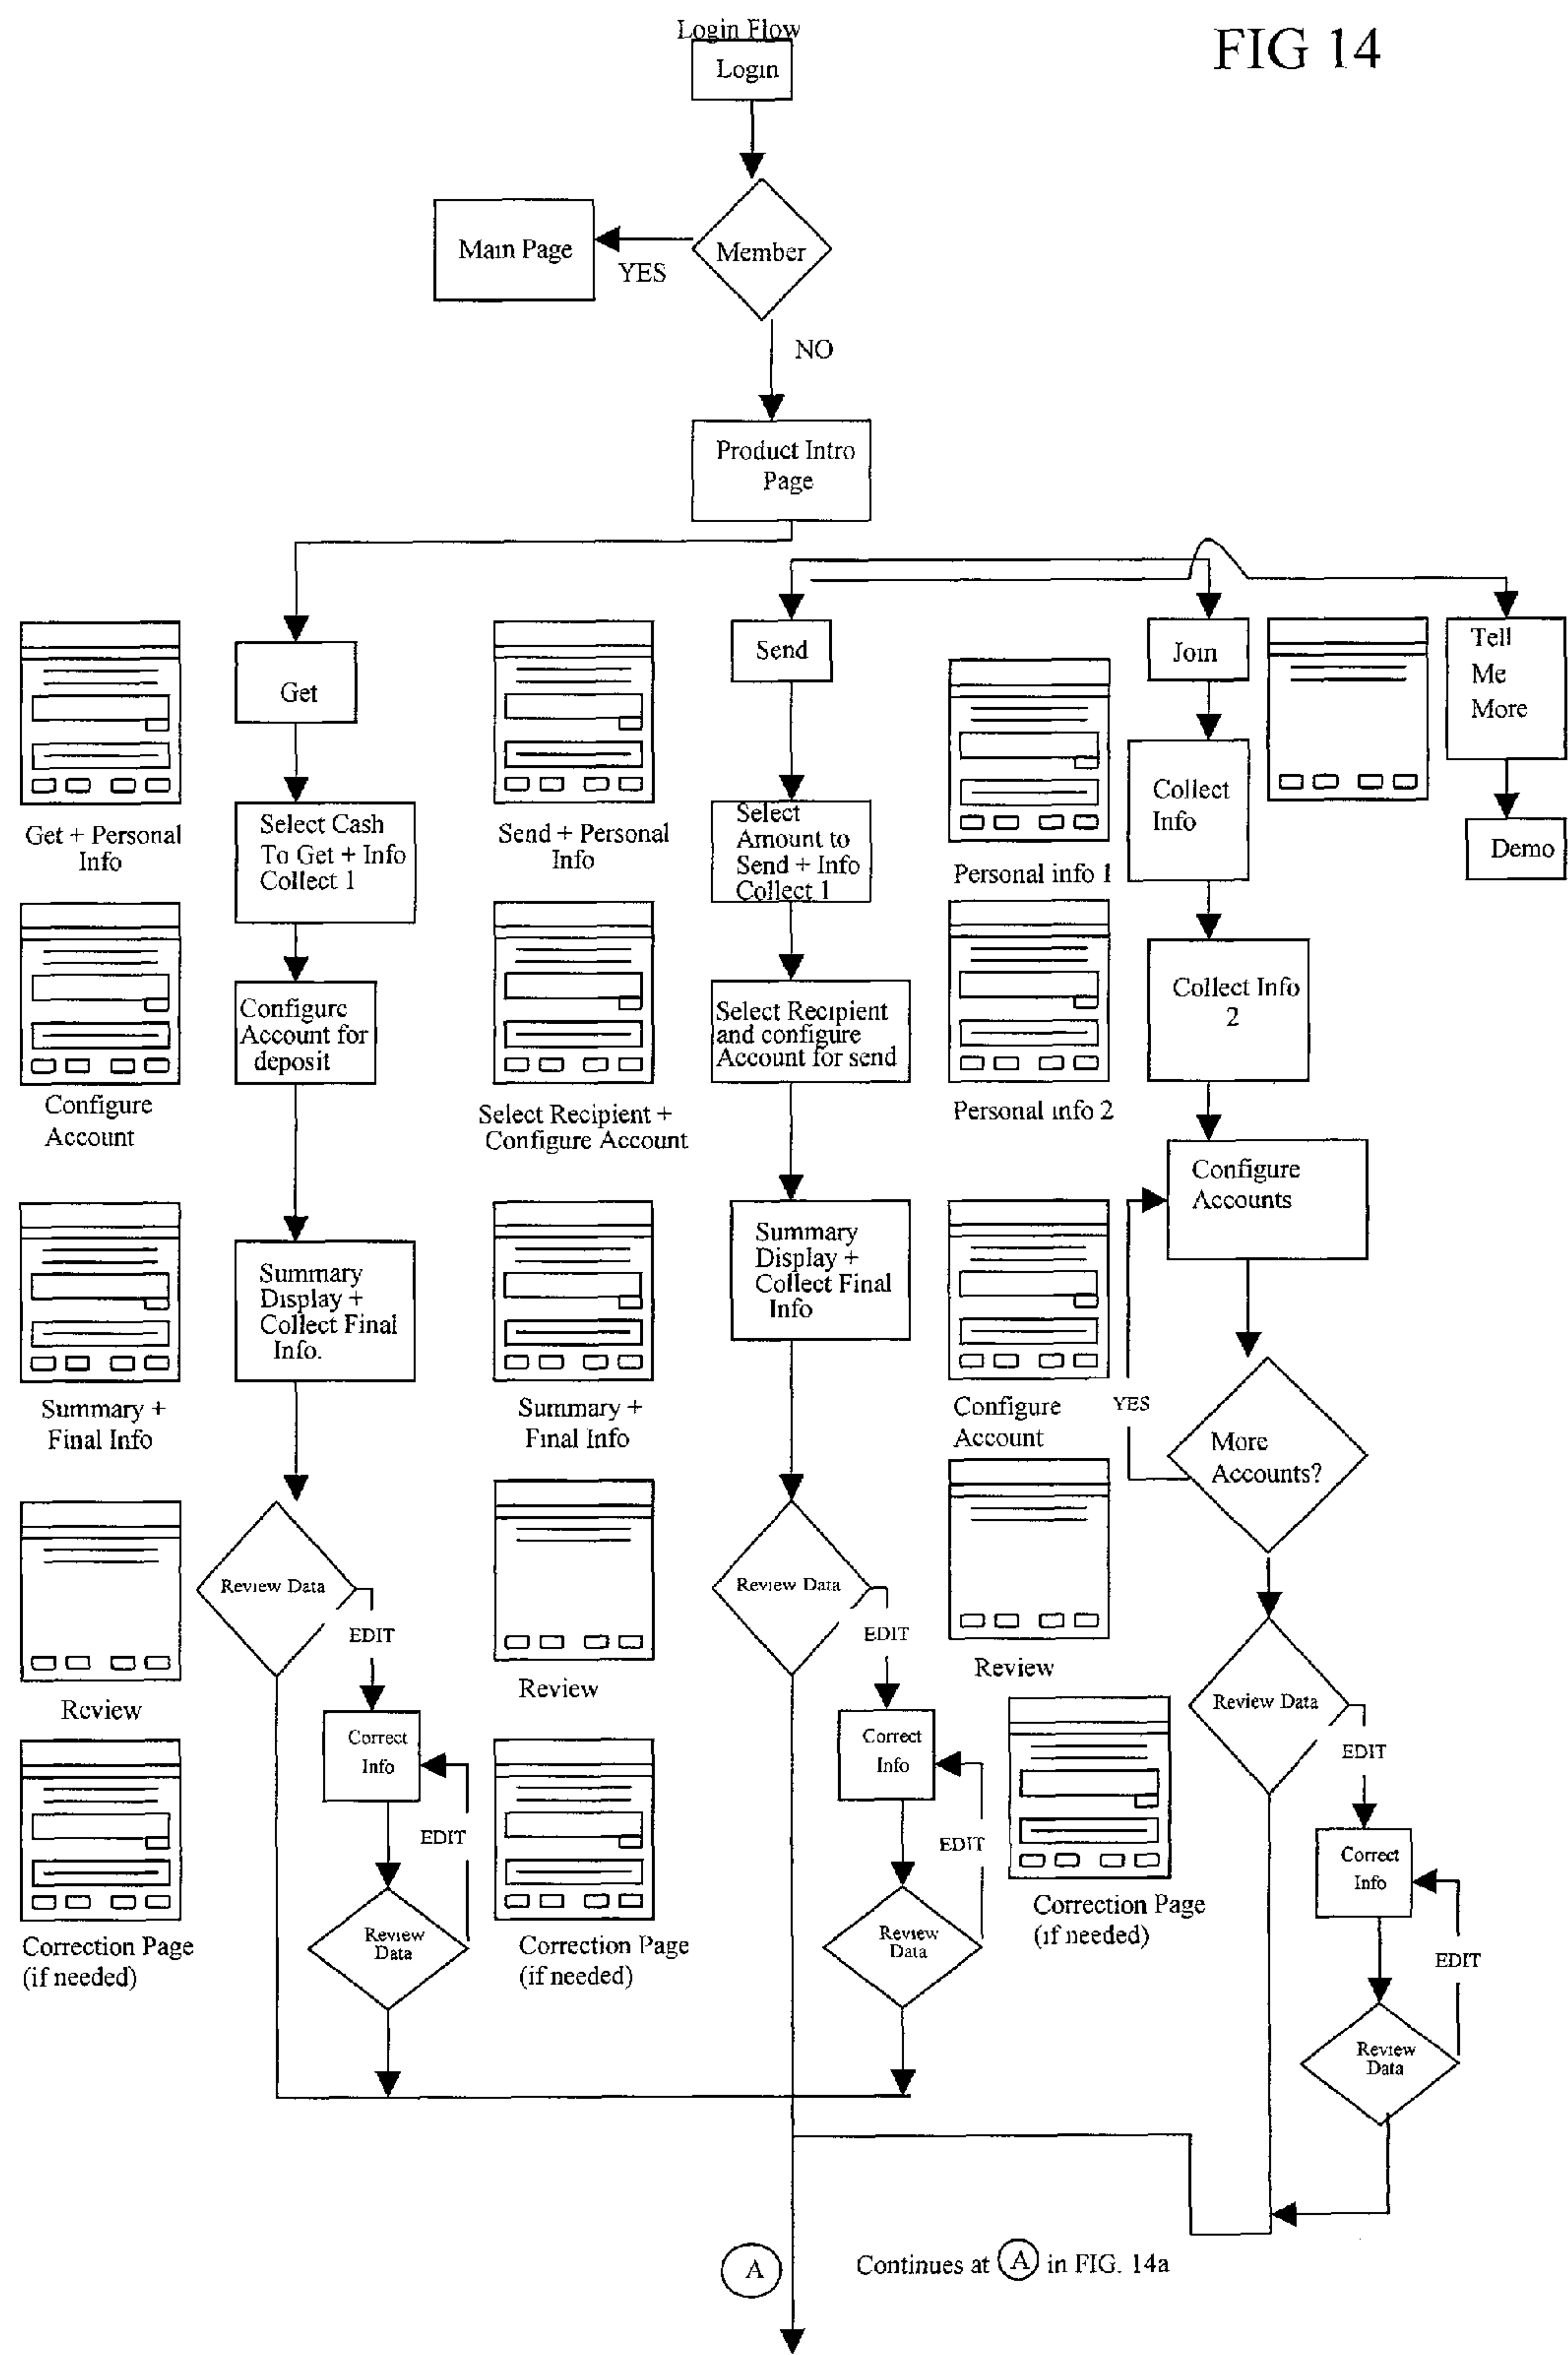 Login Flow
FIG 14
Login
Member
Main Page
YES
NO
Product Intro
Page
Get
Send
Join
Tell
Me
More
Get + Personal
Info
Select Cash
To Get + Info
Collect 1
Send + Personal
Info
Select
Amount to
Send + Info
Collect 1
Personal info 1
Collect
Info
Demo
Configure
Account
Configure
Account for
deposit
Select Recipient +
Configure Account
Select Recipient
and configure
Account for send
Personal info 2
Collect Info
2
Configure
Accounts
Summary +
Final Info
Summary
Display +
Collect Final
Info.
Summary +
Final Info
Summary
Display +
Collect Final
Info
Configure
Account
YES
More
Accounts?
Review
Review Data
EDIT
Review
Review Data
EDIT
Review
Review Data
EDIT
Correction Page
(if needed)
Correct
Info
EDIT
Review
Data
Correction Page
(if needed)
Correct
Info
EDIT
Review
Data
Correction Page
(if needed)
Correct
Info
EDIT
Review
Data
A
Continues at A in FIG. 14a